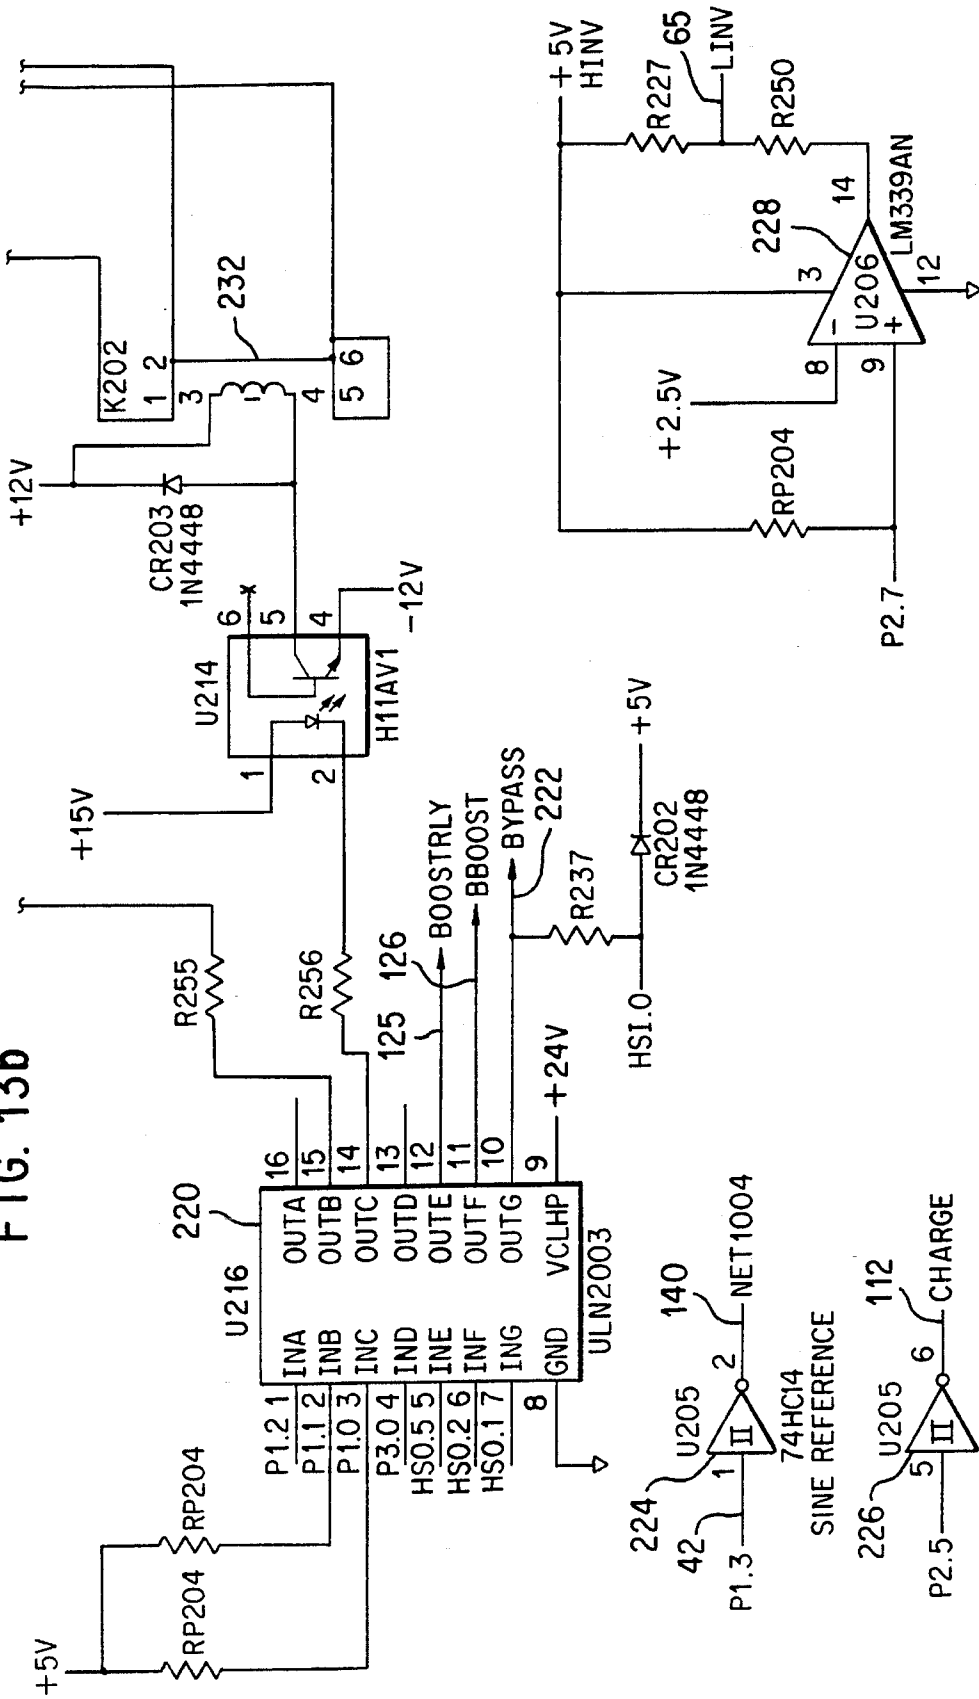 FIG. 13b
+5V
RP204
RP204
P1.2 1
P1.1 2
P1.0 3
P3.0 4
HSO.5 5
HSO.2 6
HSO.1 7
8
U216
220
INA OUTA
INB OUTB
INC OUTC
IND OUTD
INE OUTE
INF OUTF
ING OUTG
GND VCLHP
ULN2003
16
15
14
13
12
11
10
9
+24V
R255
R256
125
126
BOOSTRLY
BBOOST
BYPASS
222
R237
HSI.0
CR202
1N4448
+5V
+15V
1
2
U214
H11AV1
6 x
5
4
-12V
CR203
1N4448
+12V
K202
1 2
3
4
5 6
232
224
42
P1.3
1
U205
II
2
140
NET1004
74HC14
SINE REFERENCE
226
P2.5
5
U205
II
6
112
CHARGE
P2.7
RP204
+2.5V
8
9
-
+
U206
3
12
228
14
LM339AN
+5V
HINV
R227
65
LINV
R250